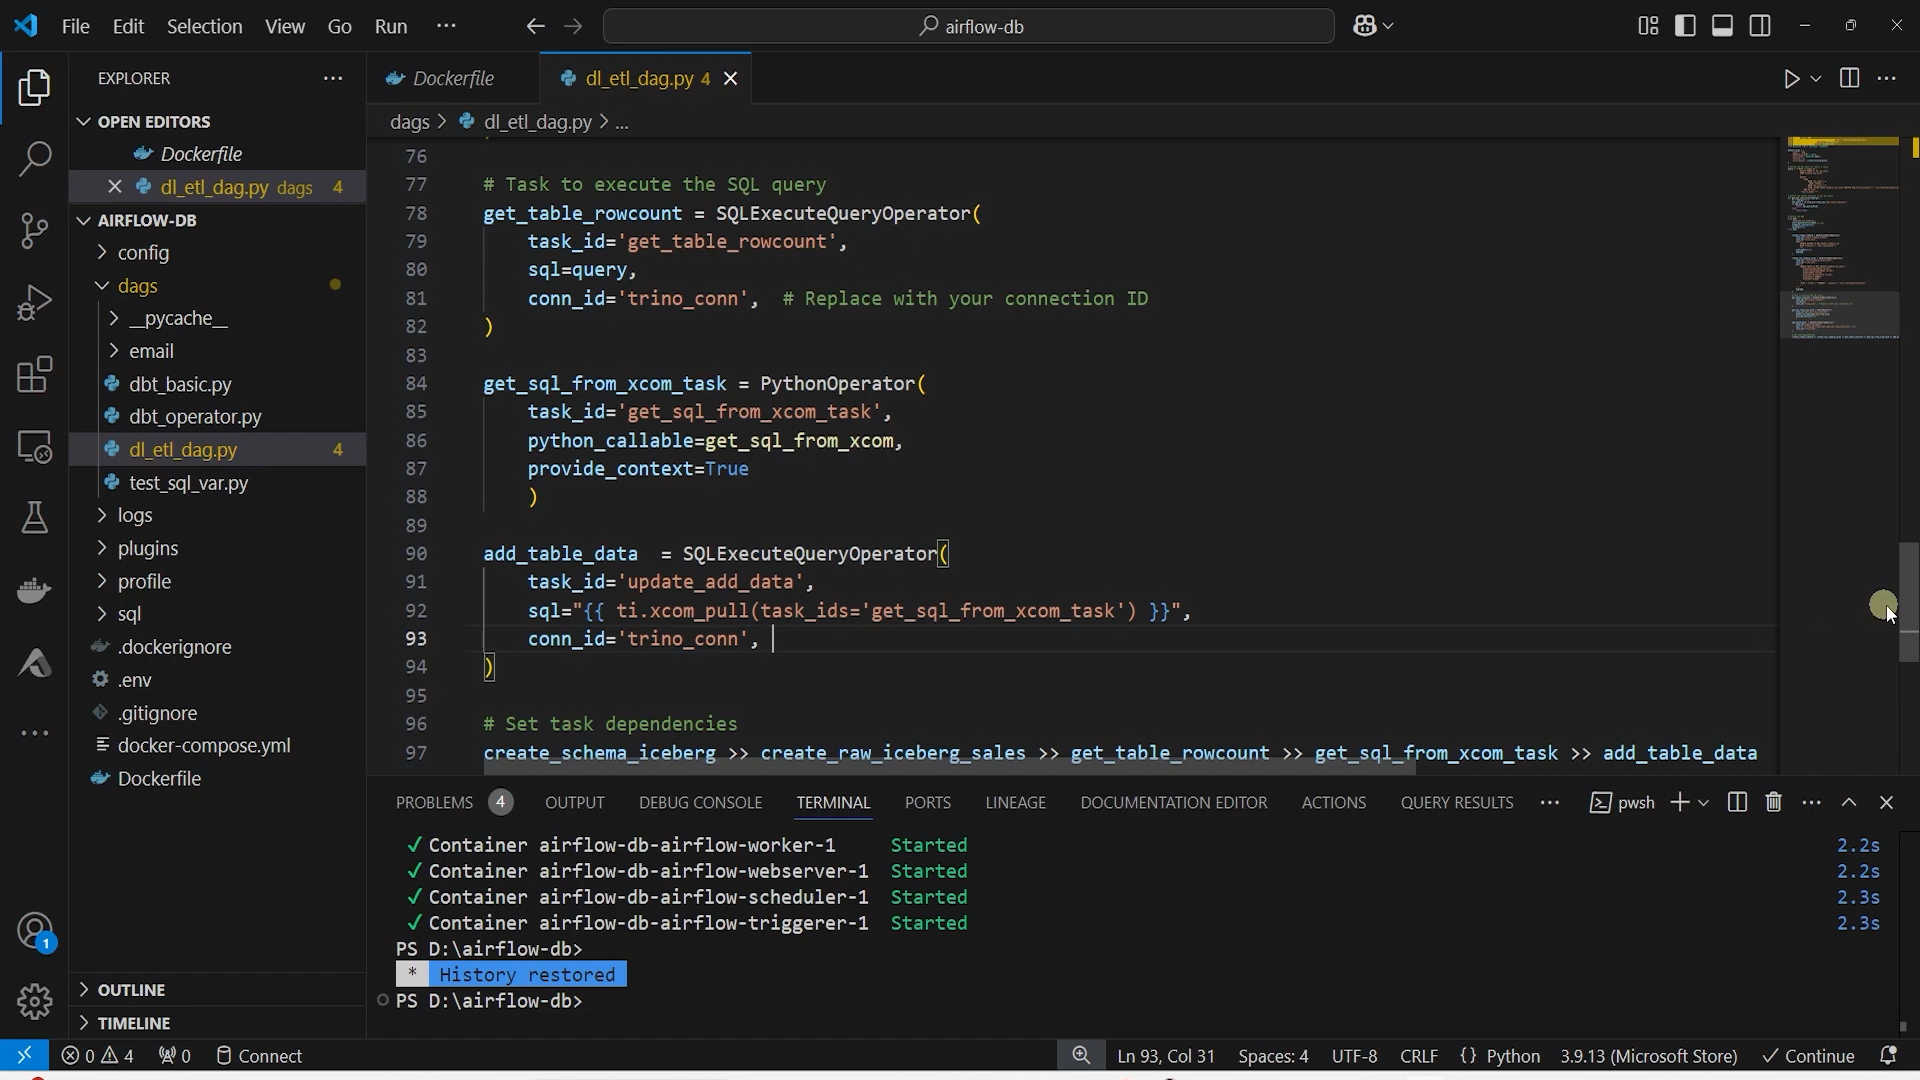 File Edit Selection View Go Run ··· airflow-db
EXPLORER
OPEN EDITORS
Dockerfile
dl_etl_dag.py dags 4
AIRFLOW-DB
config
dags
__pycache__
email
dbt_basic.py
dbt_operator.py
dl_etl_dag.py 4
test_sql_var.py
logs
plugins
profile
sql
.dockerignore
.env
.gitignore
docker-compose.yml
Dockerfile
OUTLINE
TIMELINE
1
Dockerfile dl_etl_dag.py 4
dags > dl_etl_dag.py > ...
76
77 # Task to execute the SQL query
78 get_table_rowcount = SQLExecuteQueryOperator(
79 task_id='get_table_rowcount',
80 sql=query,
81 conn_id='trino_conn', # Replace with your connection ID
82 )
83
84 get_sql_from_xcom_task = PythonOperator(
85 task_id='get_sql_from_xcom_task',
86 python_callable=get_sql_from_xcom,
87 provide_context=True
88 )
89
90 add_table_data = SQLExecuteQueryOperator(
91 task_id='update_add_data',
92 sql="{{ ti.xcom_pull(task_ids='get_sql_from_xcom_task') }}",
93 conn_id='trino_conn',
94 )
95
96 # Set task dependencies
97 create_schema_iceberg >> create_raw_iceberg_sales >> get_table_rowcount >> get_sql_from_xcom_task >> add_table_data
PROBLEMS 4 OUTPUT DEBUG CONSOLE TERMINAL PORTS LINEAGE DOCUMENTATION EDITOR ACTIONS QUERY RESULTS ··· pwsh
✓ Container airflow-db-airflow-worker-1 Started 2.2s
✓ Container airflow-db-airflow-webserver-1 Started 2.2s
✓ Container airflow-db-airflow-scheduler-1 Started 2.3s
✓ Container airflow-db-airflow-triggerer-1 Started 2.3s
PS D:\airflow-db>
* History restored
PS D:\airflow-db>
0 4 0 Connect Ln 93, Col 31 Spaces: 4 UTF-8 CRLF {} Python 3.9.13 (Microsoft Store) ✓ Continue